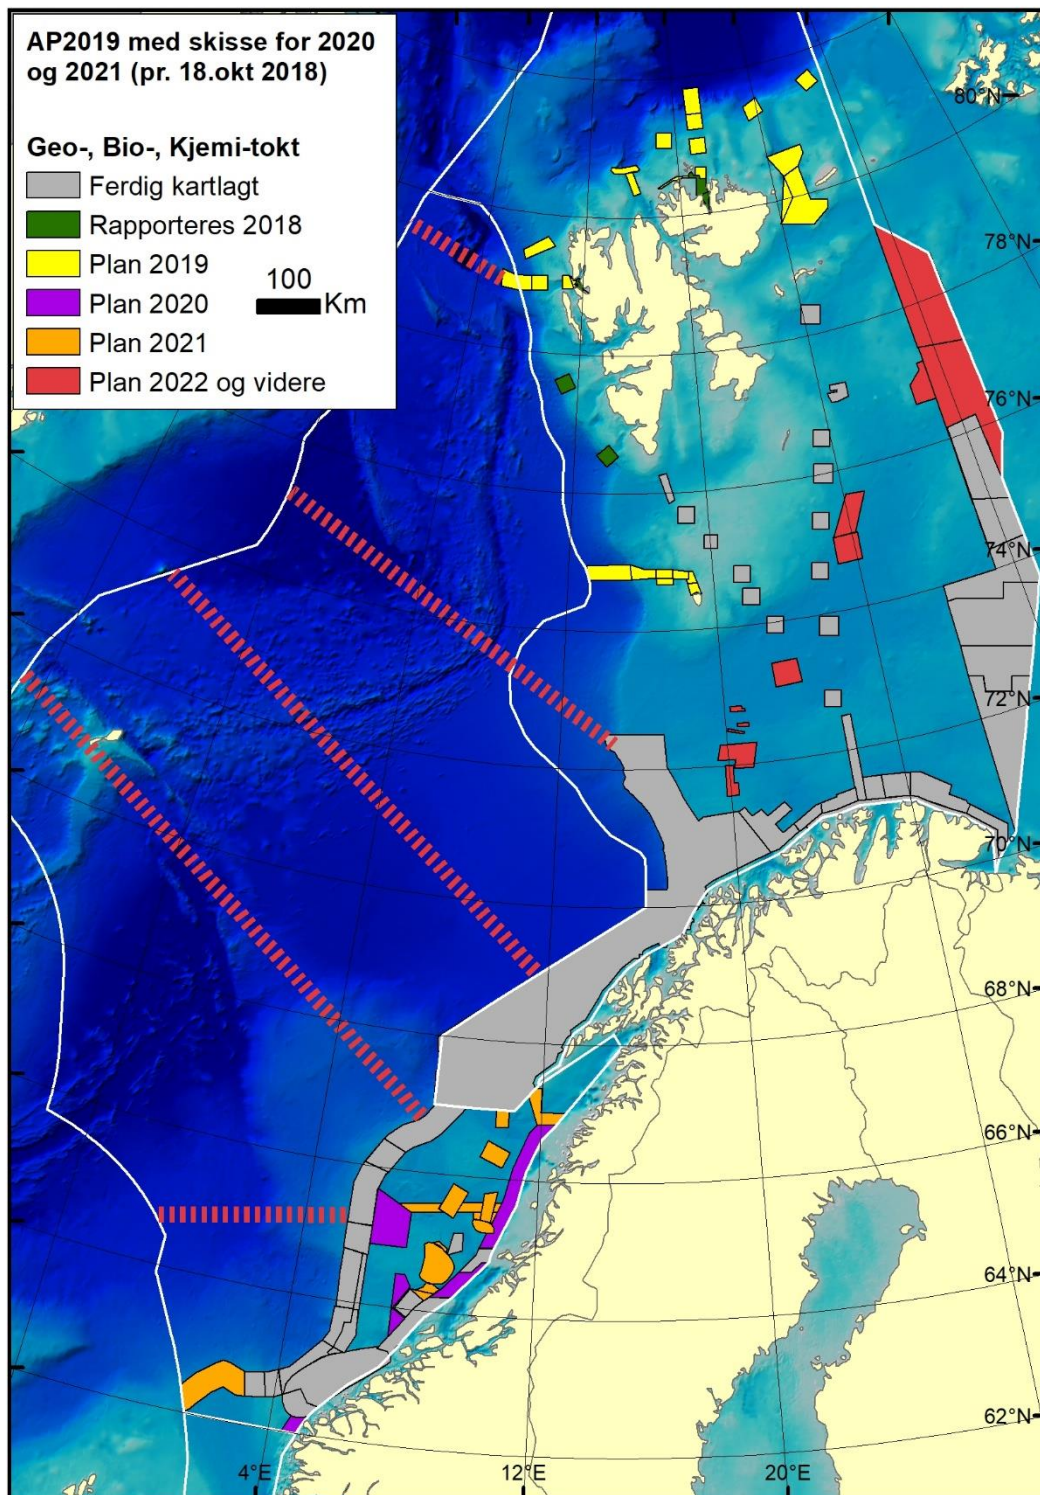 AP2019 med skisse for 2020
og 2021 (pr. 18.okt 2018)
Geo-, Bio-, Kjemi-tokt
Ferdig kartlagt
Rapporteres 2018
Plan 2019
Plan 2020
Plan 2021
Plan 2022 og videre
100
Km
80°N
78°N
76°N
74°N
72°N
70°N
68°N
66°N
64°N
62°N
4°E
12°E
20°E